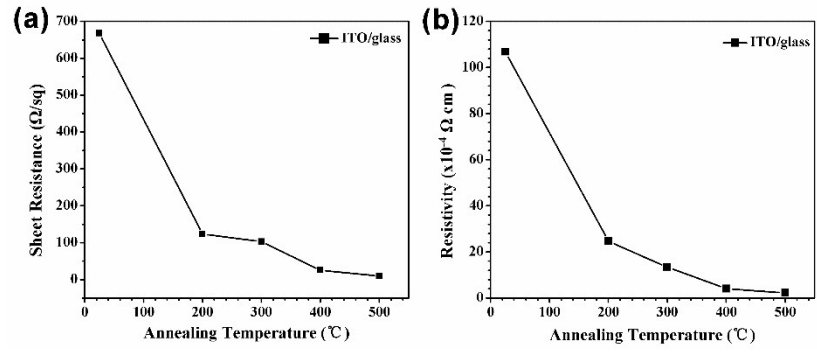 (a)
700
600
500
400
300
200
100
0
Sheet Resistance (Ω/sq)
ITO/glass
0 100 200 300 400 500
Annealing Temperature (℃)
(b)
120
100
80
60
40
20
0
Resistivity (x10⁻⁴ Ω cm)
ITO/glass
0 100 200 300 400 500
Annealing Temperature (℃)